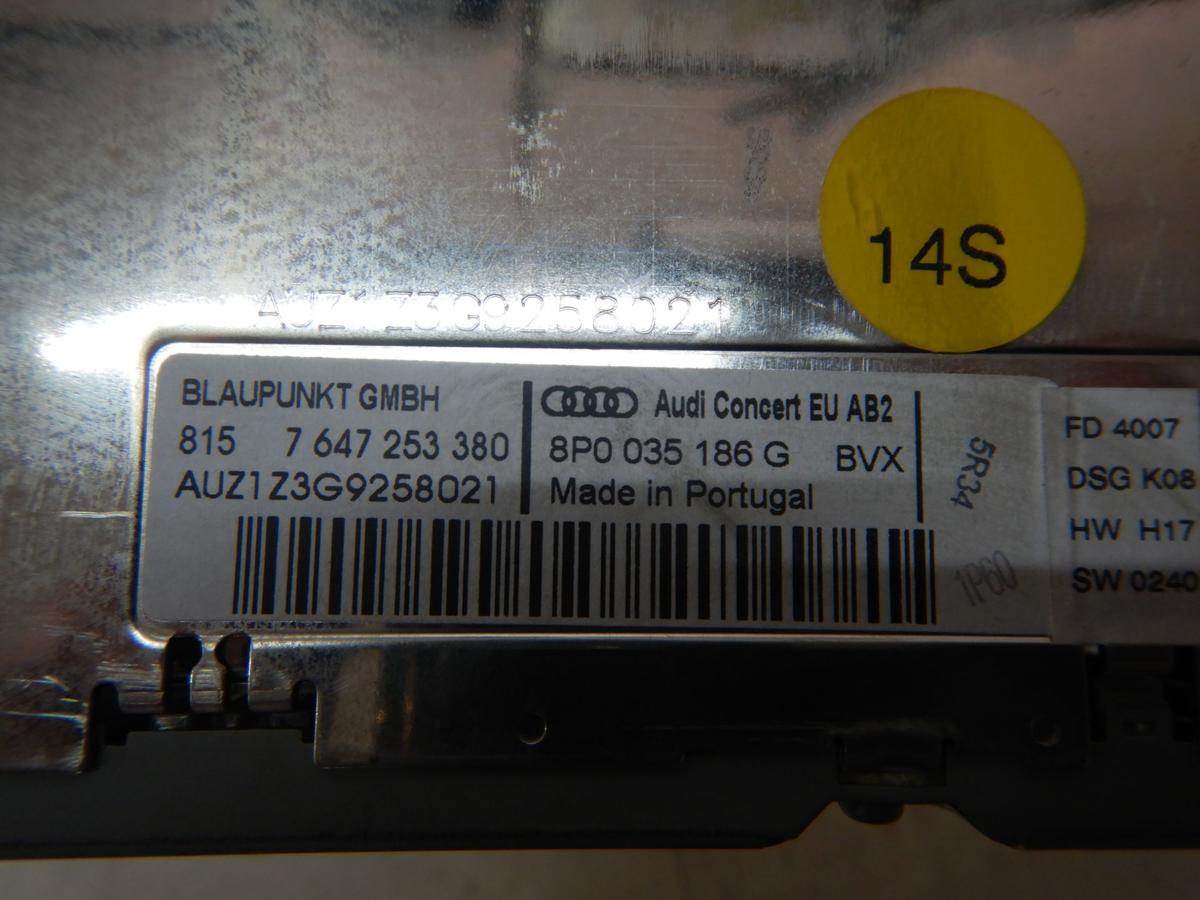 14S
AUZ1Z3G9258021
BLAUPUNKT GMBH
815 7 647 253 380
AUZ1Z3G9258021
Audi Concert EU AB2
8P0 035 186 G BVX
Made in Portugal
5R34
1P60
FD 4007
DSG K08
HW H17
SW 0240